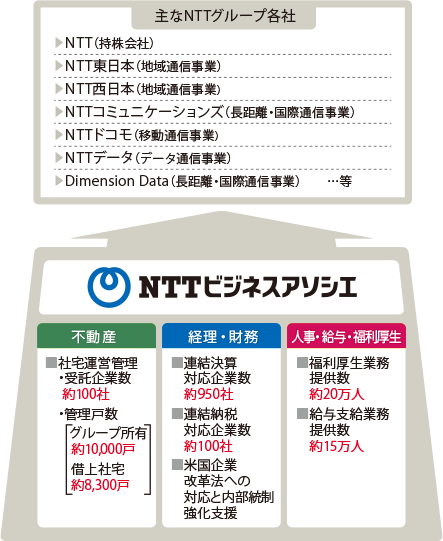 主なNTTグループ各社
▶NTT（持株会社）
▶NTT東日本（地域通信事業）
▶NTT西日本（地域通信事業）
▶NTTコミュニケーションズ（長距離・国際通信事業）
▶NTTドコモ（移動通信事業）
▶NTTデータ（データ通信事業）
▶Dimension Data（長距離・国際通信事業） …等
NTTビジネスアソシエ
不動産
■社宅運営管理
・受託企業数
約100社
・管理戸数
グループ所有
約10,000戸
借上社宅
約8,300戸
経理・財務
■連結決算
対応企業数
約950社
■連結納税
対応企業数
約100社
■米国企業
改革法への
対応と内部統制
強化支援
人事・給与・福利厚生
■福利厚生業務
提供数
約20万人
■給与支給業務
提供数
約15万人